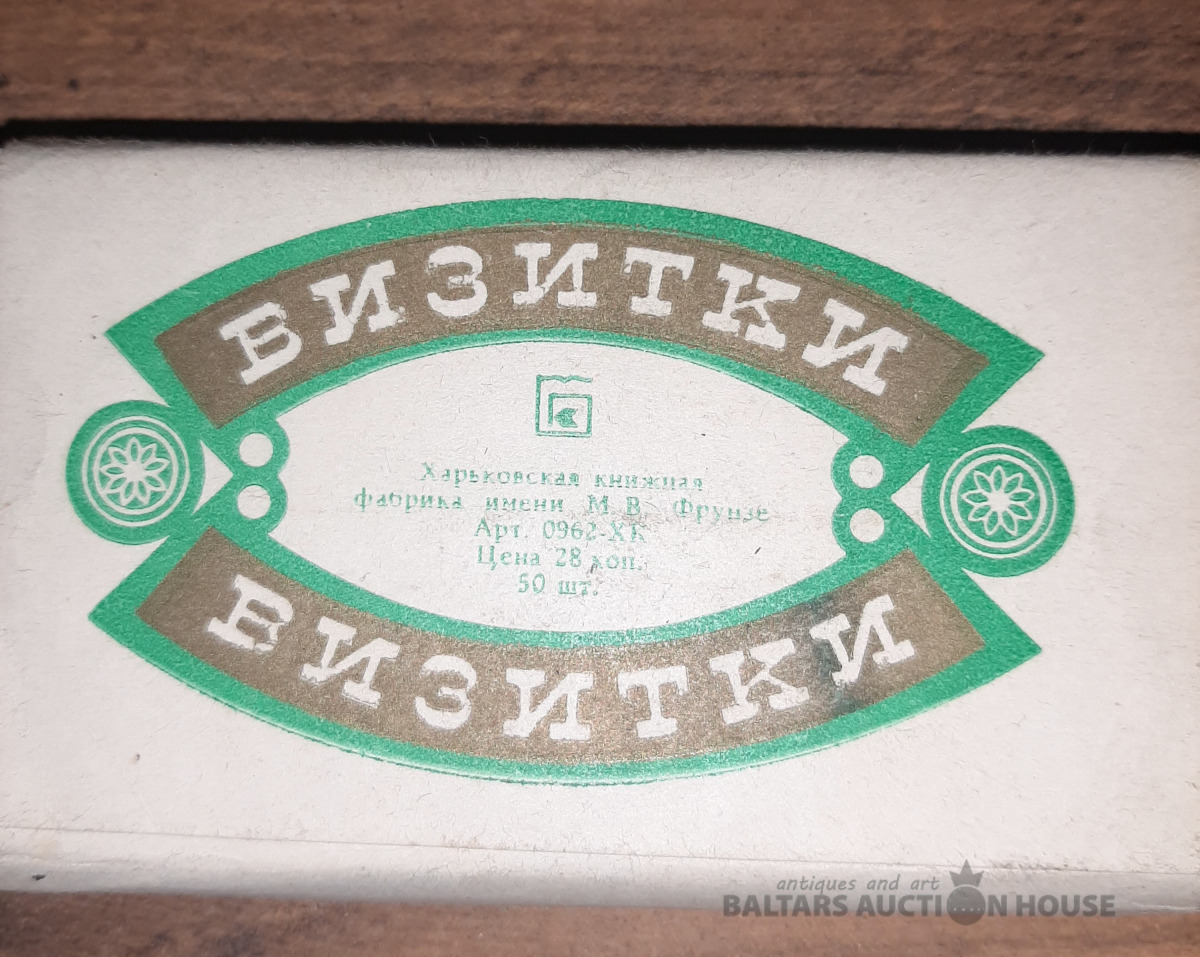 ВИЗИТКИ
Харьковская книжная
фабрика имени М. В. Фрунзе
Арт. 0962-ХК
Цена 28 коп.
50 шт.
ВИЗИТКИ
antiques and art
BALTARS AUCTION HOUSE